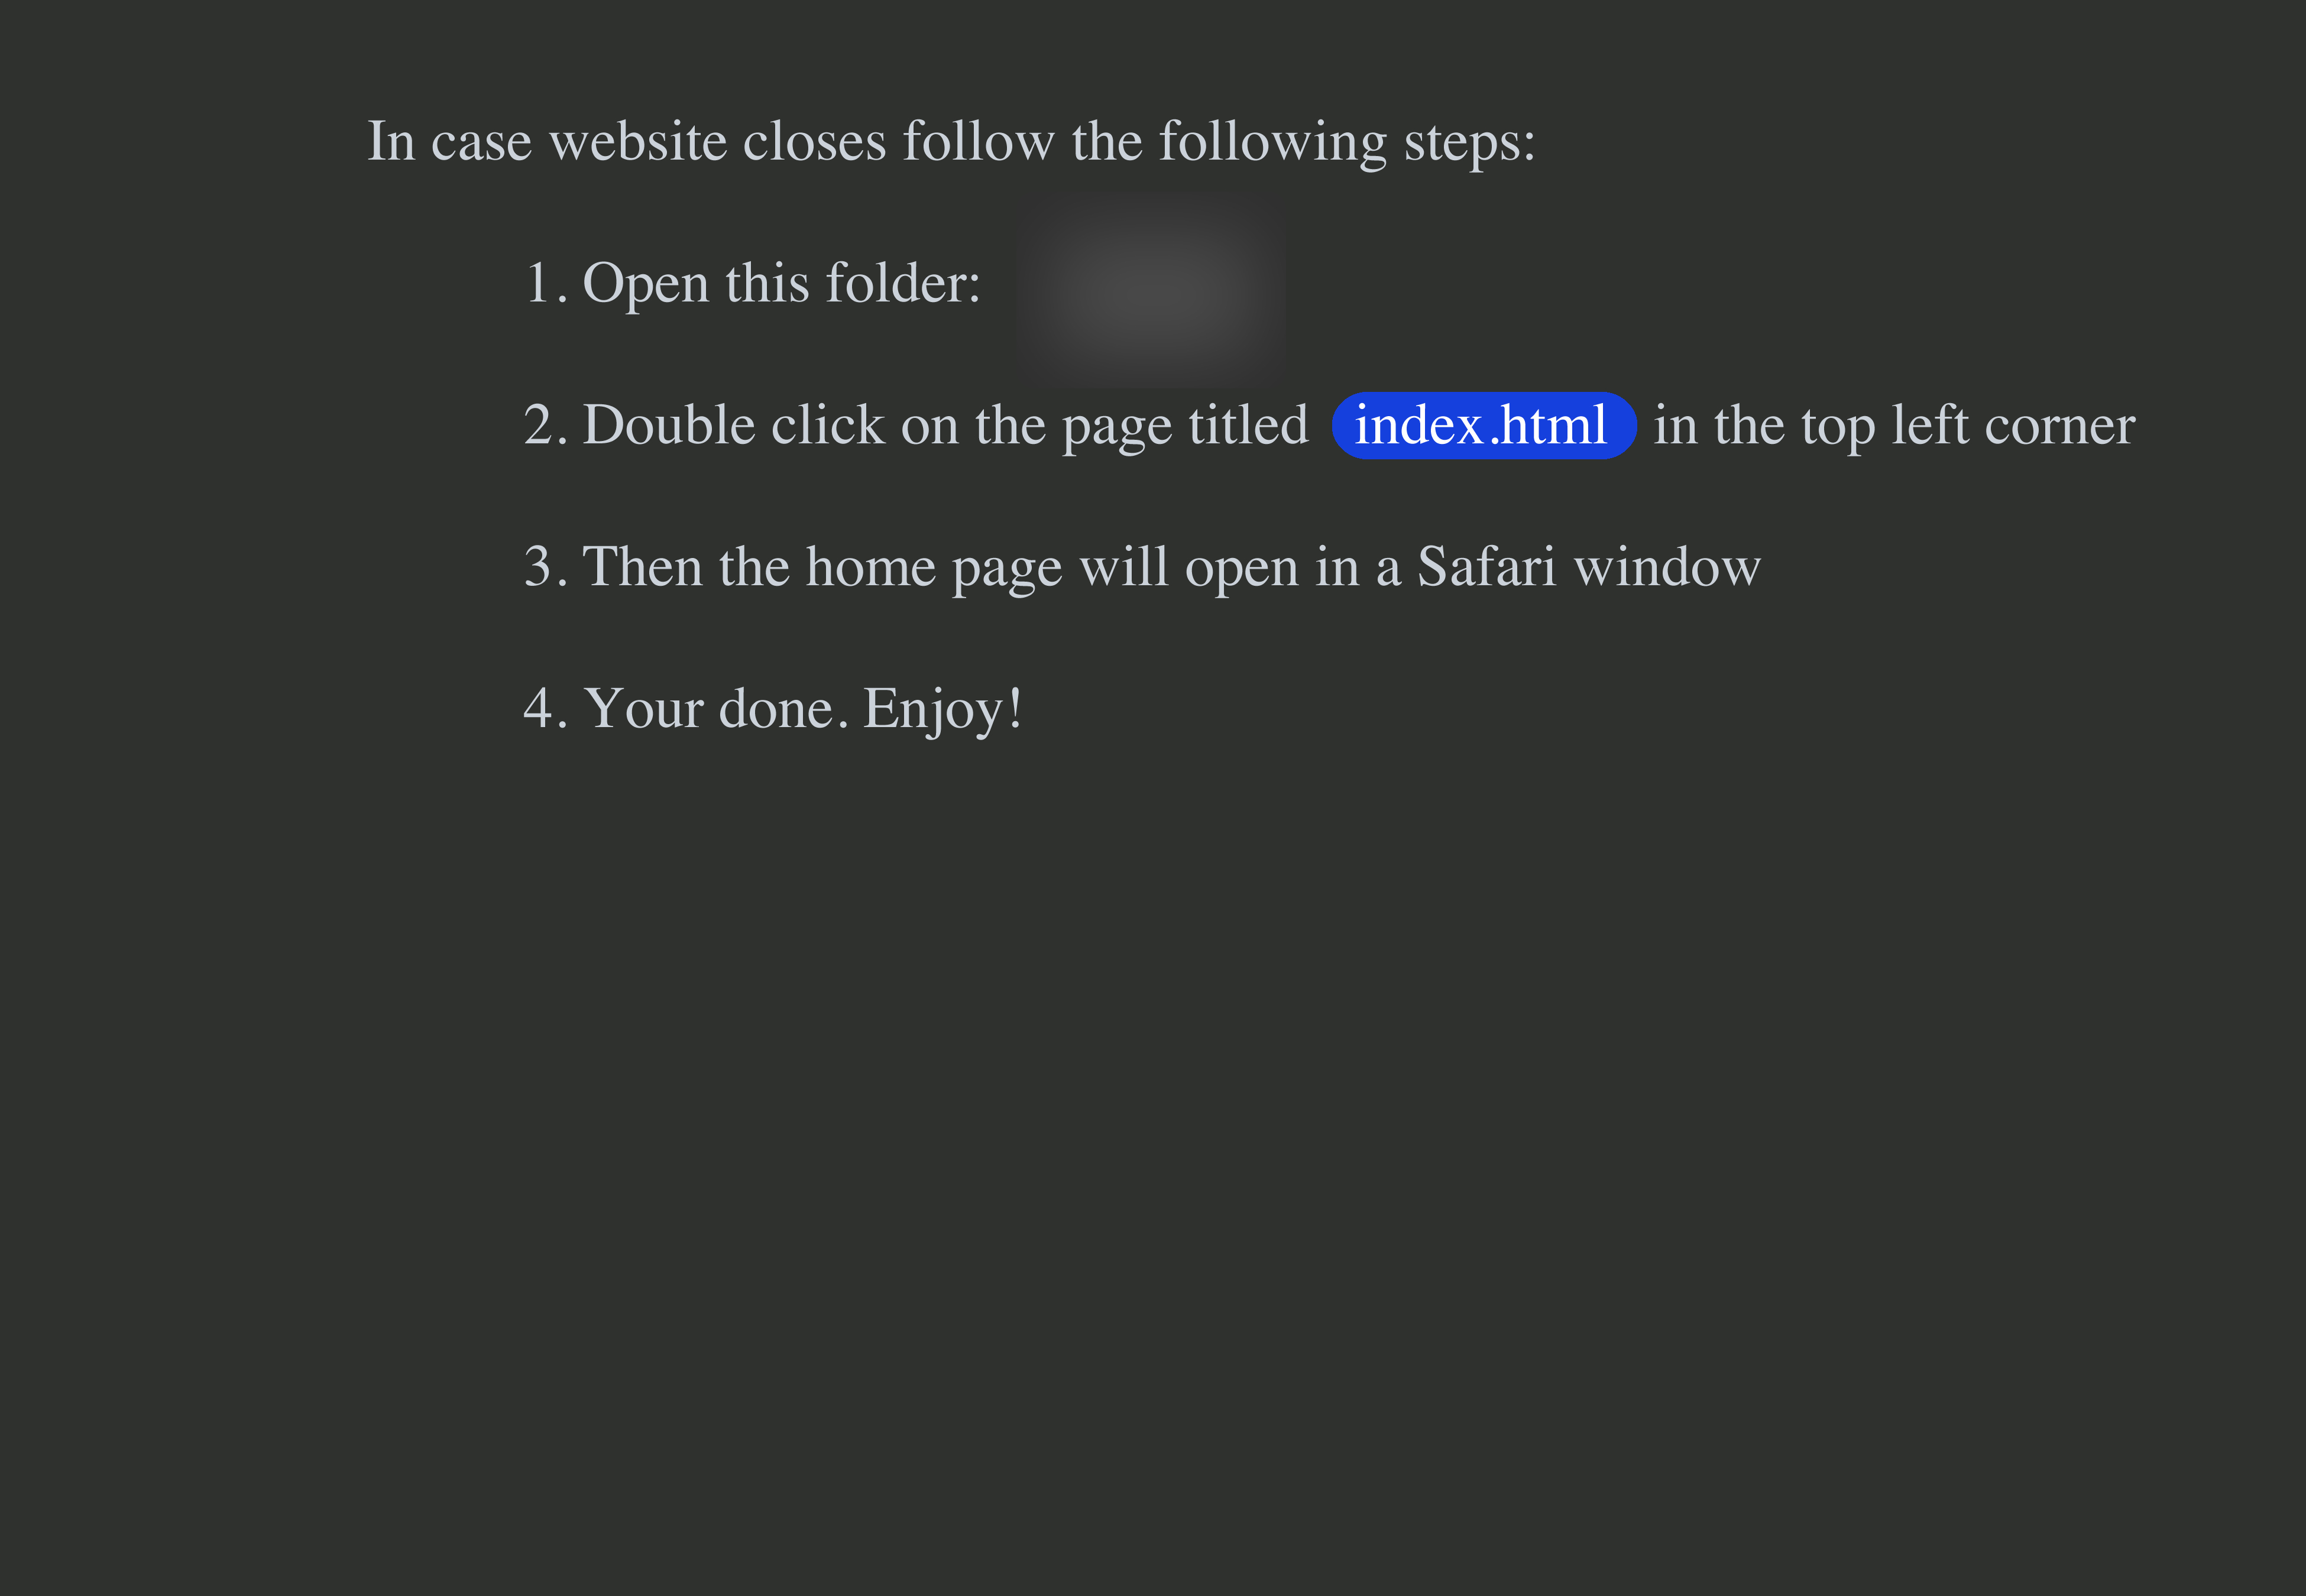 In case website closes follow the following steps:
1. Open this folder:
2. Double click on the page titled index.html in the top left corner
3. Then the home page will open in a Safari window
4. Your done. Enjoy!